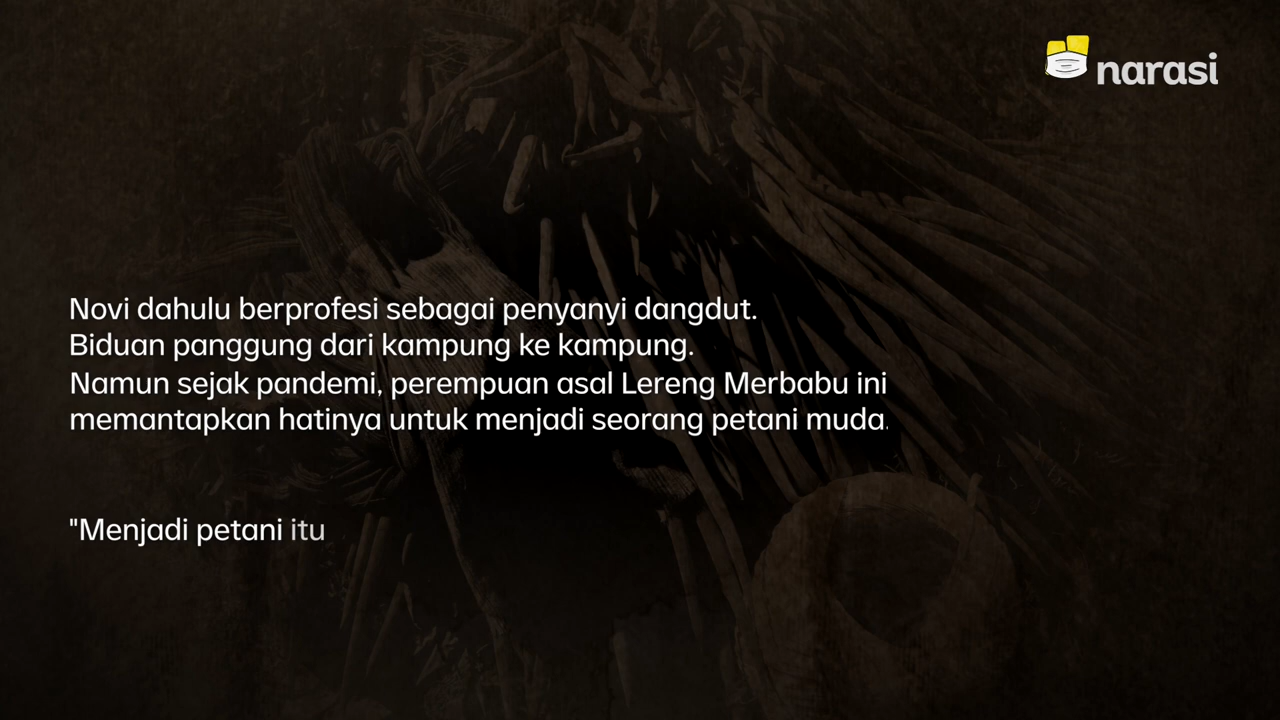 narasi
Novi dahulu berprofesi sebagai penyanyi dangdut.
Biduan panggung dari kampung ke kampung.
Namun sejak pandemi, perempuan asal Lereng Merbabu ini
memantapkan hatinya untuk menjadi seorang petani muda.
"Menjadi petani itu